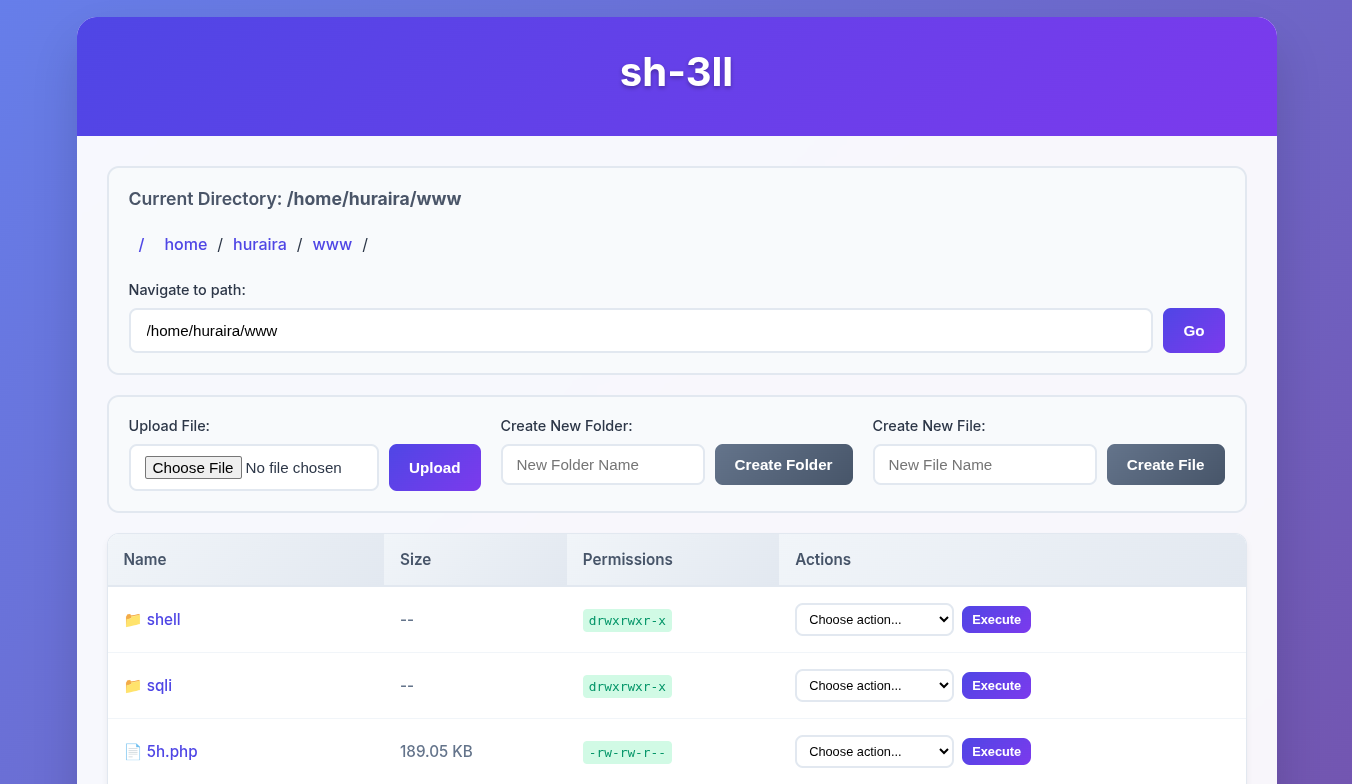 sh-3ll
Current Directory: /home/huraira/www
/ home / huraira / www /
Navigate to path:
/home/huraira/www Go
Upload File: Create New Folder: Create New File:
Choose File No file chosen Upload New Folder Name Create Folder New File Name Create File
Name Size Permissions Actions
shell -- drwxrwxr-x Choose action... Execute
sqli -- drwxrwxr-x Choose action... Execute
5h.php 189.05 KB -rw-rw-r-- Choose action... Execute